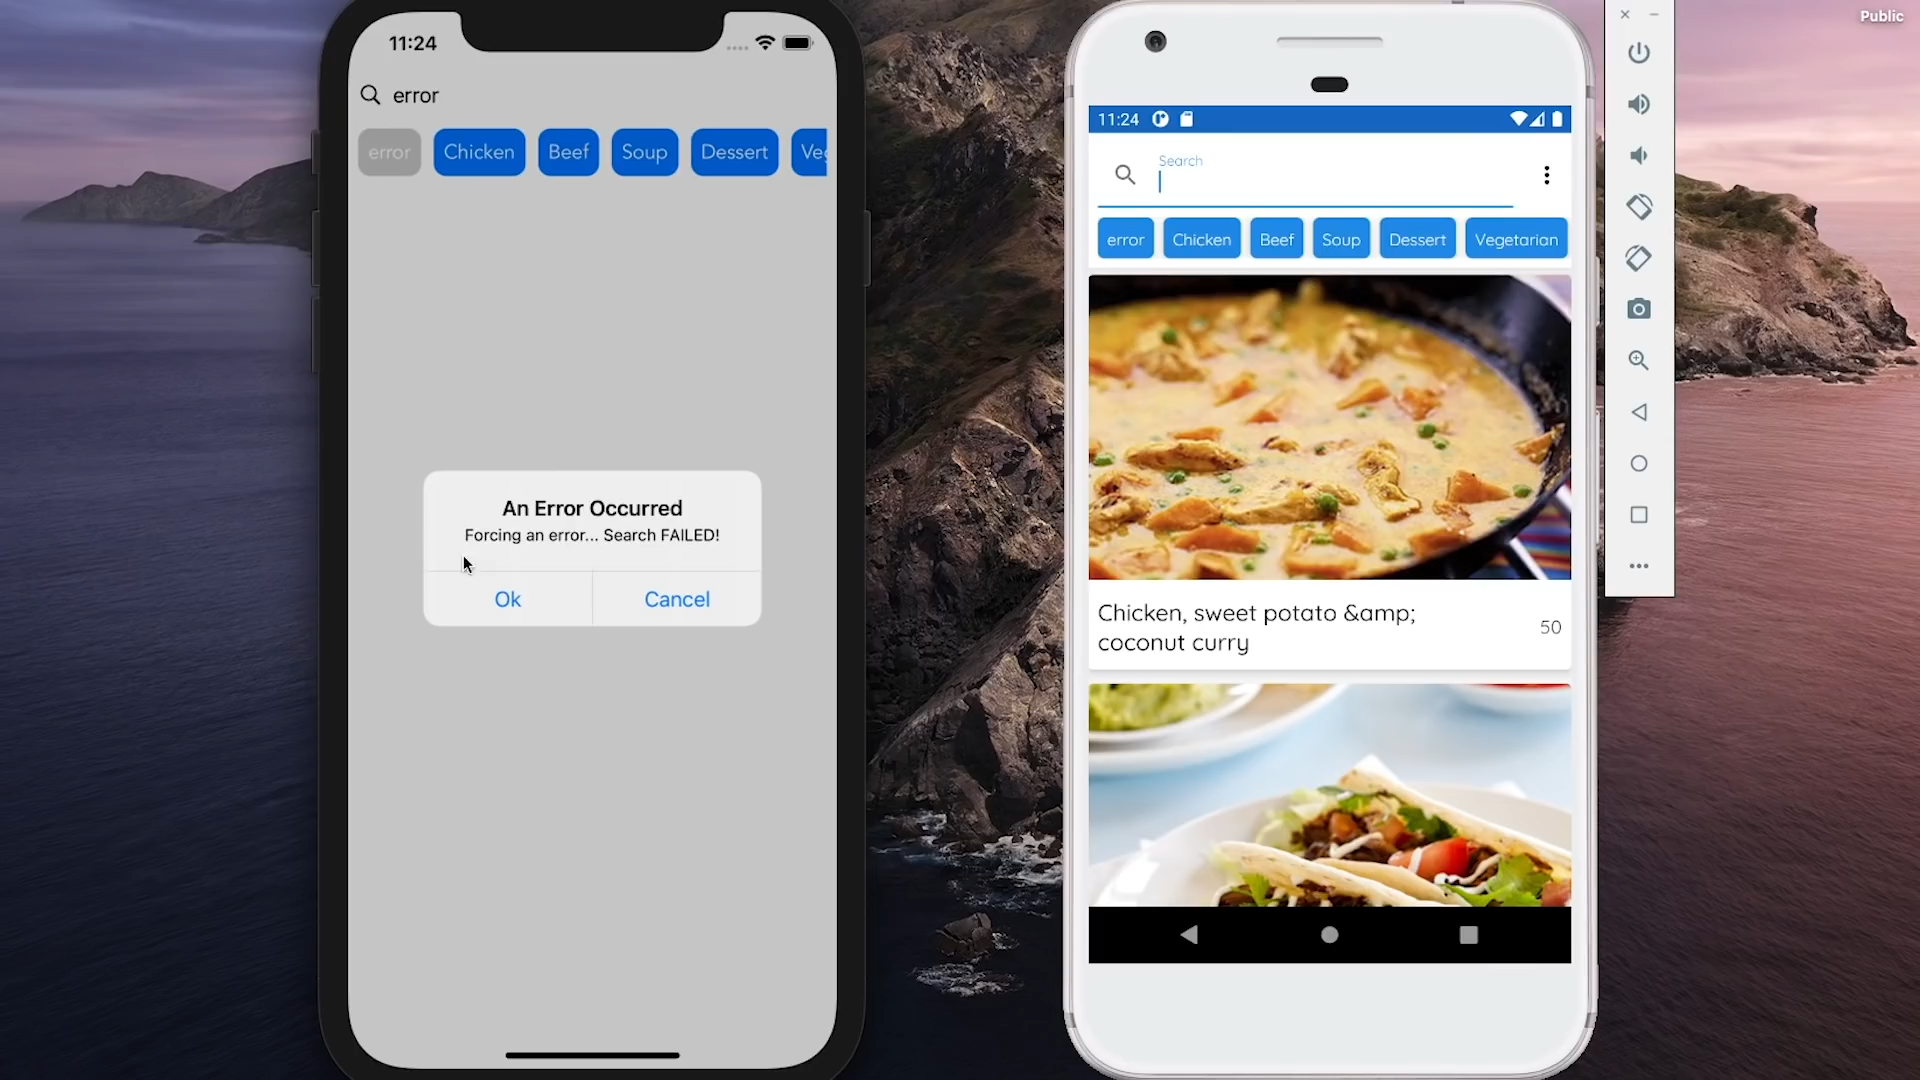 Public
11:24
error
error Chicken Beef Soup Dessert Veg
An Error Occurred
Forcing an error... Search FAILED!
Ok Cancel
11:24
Search
error Chicken Beef Soup Dessert Vegetarian
Chicken, sweet potato &amp;
coconut curry
50